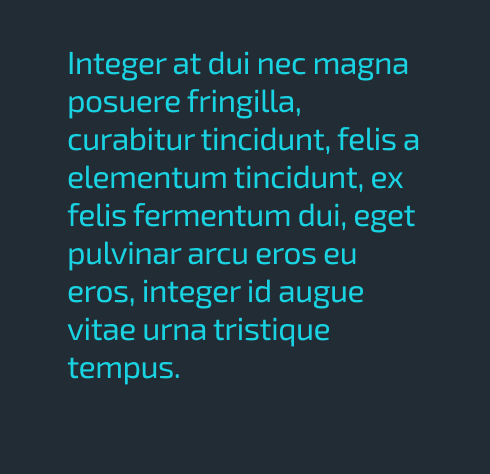 Integer at dui nec magna
posuere fringilla,
curabitur tincidunt, felis a
elementum tincidunt, ex
felis fermentum dui, eget
pulvinar arcu eros eu
eros, integer id augue
vitae urna tristique
tempus.